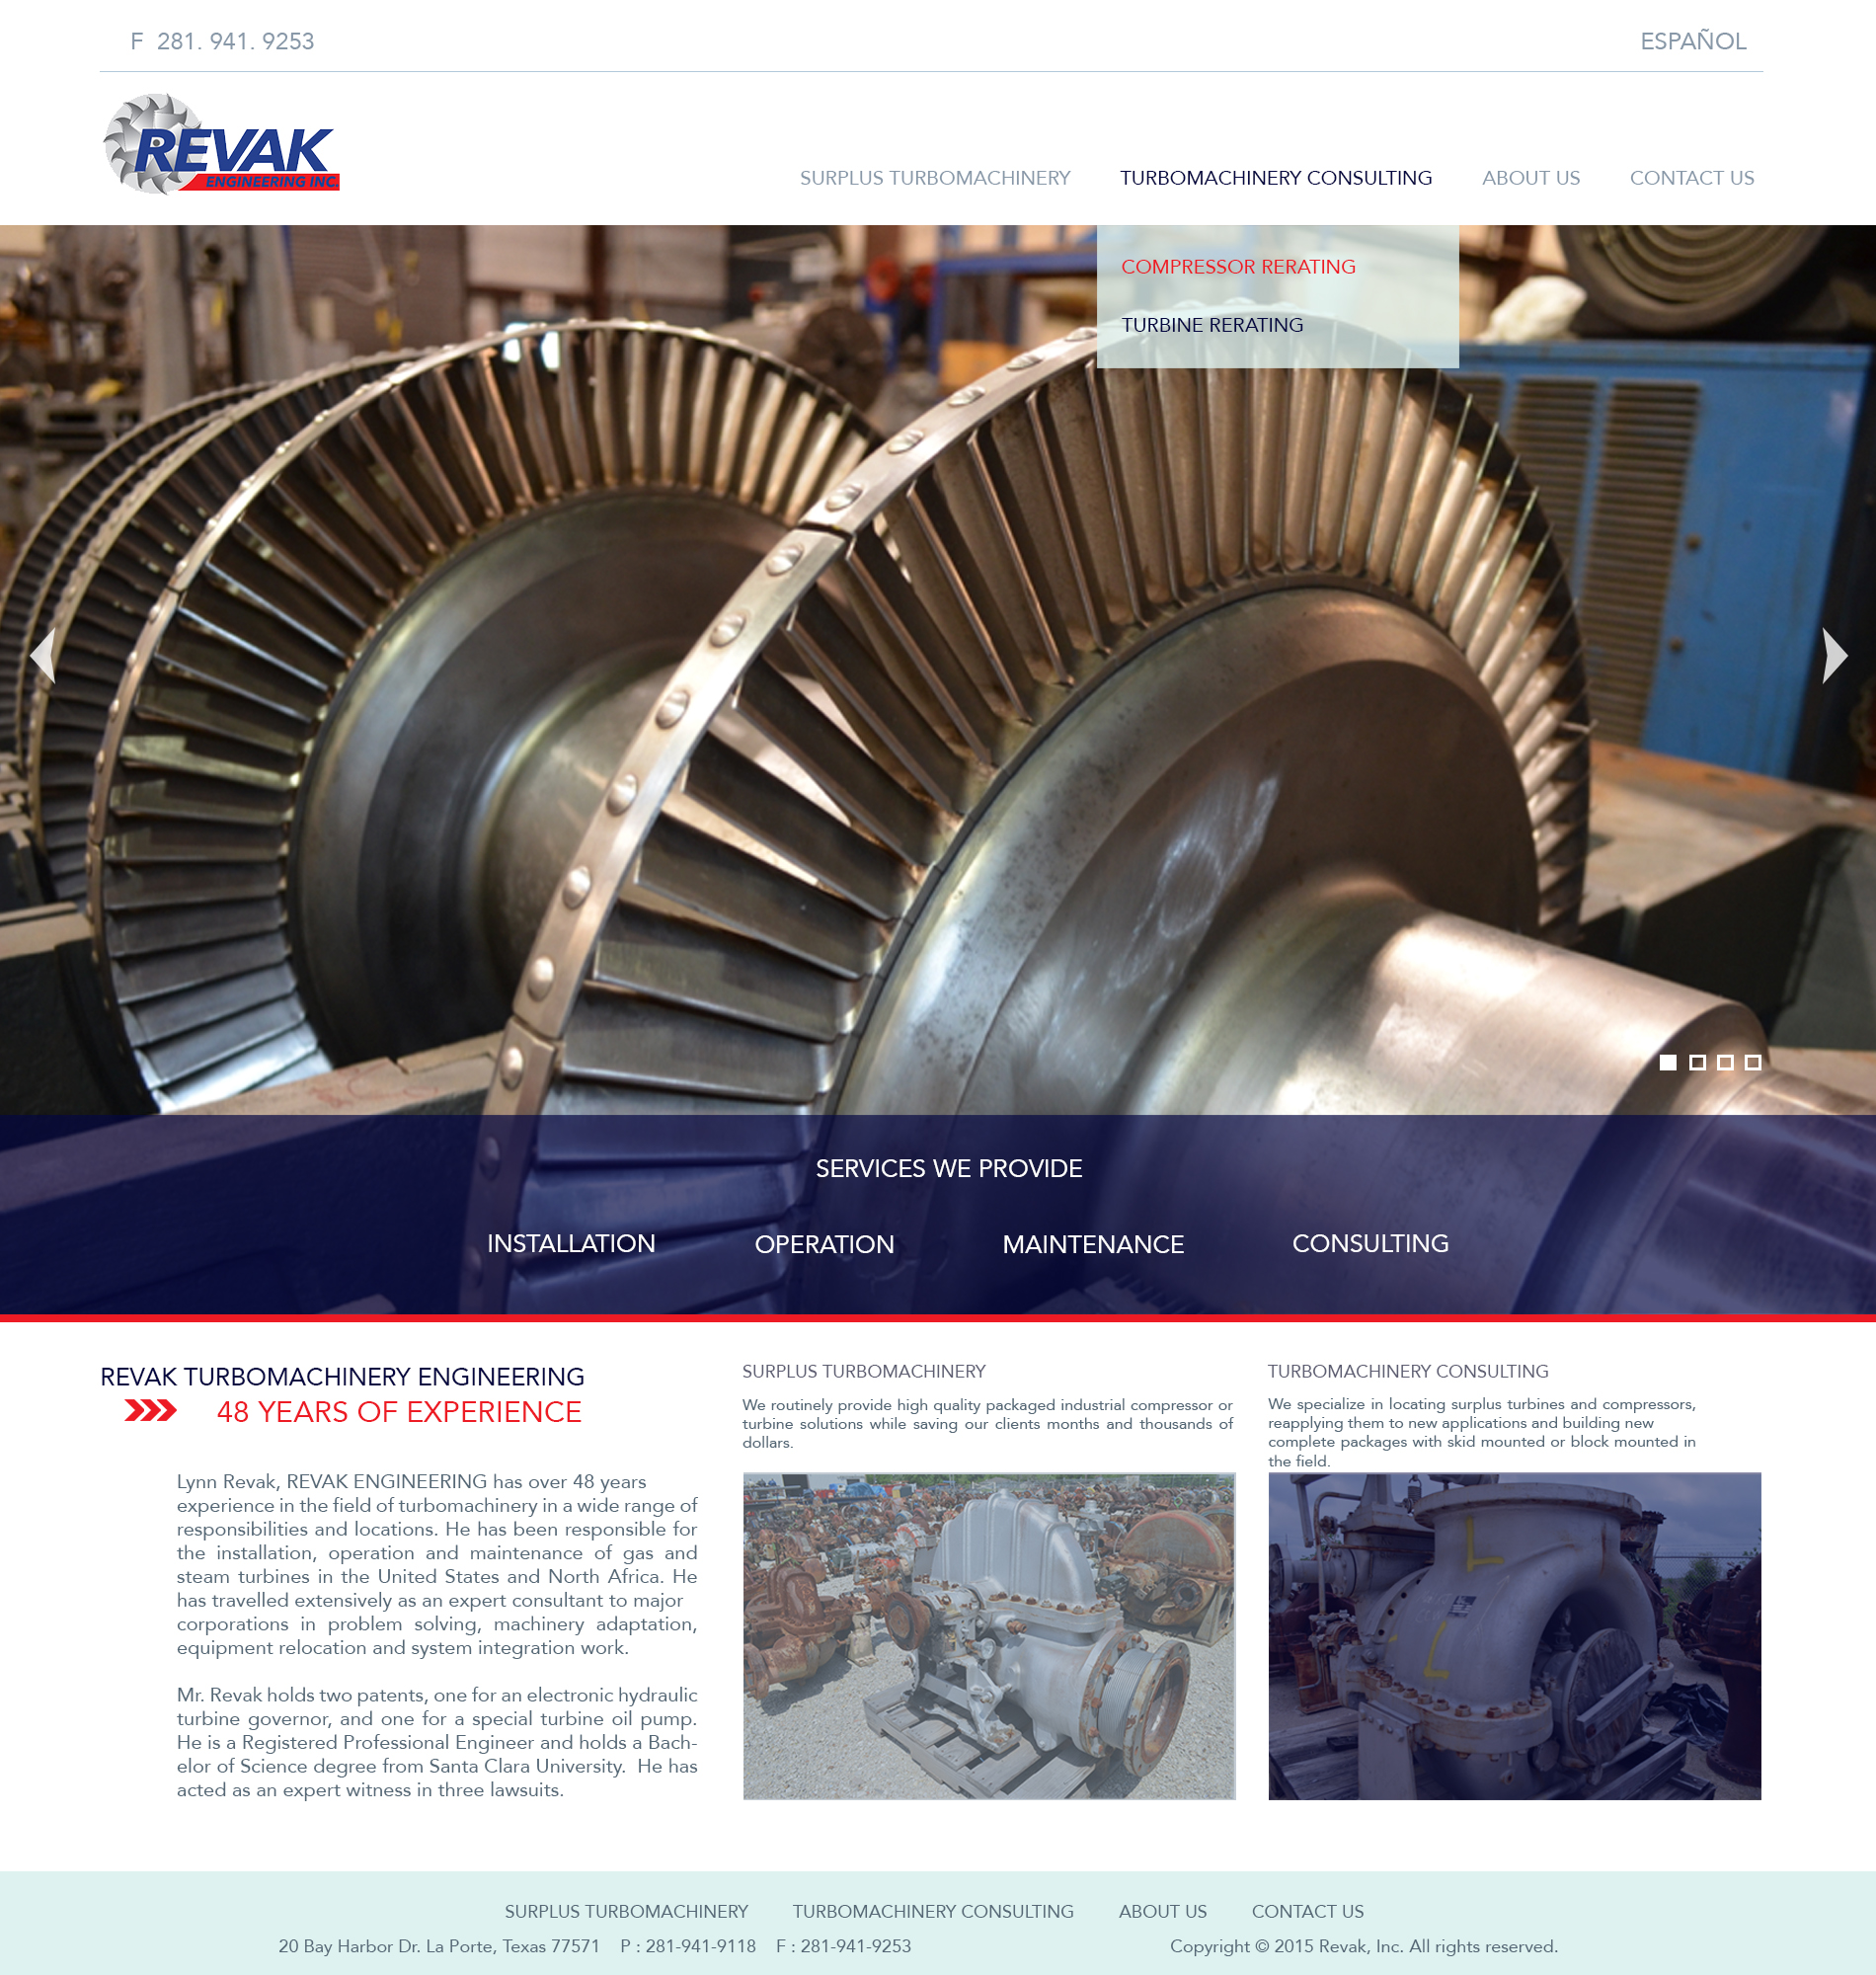 F 281. 941. 9253
ESPAÑOL
REVAK
ENGINEERING INC.
SURPLUS TURBOMACHINERY
TURBOMACHINERY CONSULTING
ABOUT US
CONTACT US
COMPRESSOR RERATING
TURBINE RERATING
SERVICES WE PROVIDE
INSTALLATION
OPERATION
MAINTENANCE
CONSULTING
REVAK TURBOMACHINERY ENGINEERING
48 YEARS OF EXPERIENCE
Lynn Revak, REVAK ENGINEERING has over 48 years
experience in the field of turbomachinery in a wide range of
responsibilities and locations. He has been responsible for
the installation, operation and maintenance of gas and
steam turbines in the United States and North Africa. He
has travelled extensively as an expert consultant to major
corporations in problem solving, machinery adaptation,
equipment relocation and system integration work.
Mr. Revak holds two patents, one for an electronic hydraulic
turbine governor, and one for a special turbine oil pump.
He is a Registered Professional Engineer and holds a Bach-
elor of Science degree from Santa Clara University. He has
acted as an expert witness in three lawsuits.
SURPLUS TURBOMACHINERY
We routinely provide high quality packaged industrial compressor or
turbine solutions while saving our clients months and thousands of
dollars.
TURBOMACHINERY CONSULTING
We specialize in locating surplus turbines and compressors,
reapplying them to new applications and building new
complete packages with skid mounted or block mounted in
the field.
SURPLUS TURBOMACHINERY
TURBOMACHINERY CONSULTING
ABOUT US
CONTACT US
20 Bay Harbor Dr. La Porte, Texas 77571 P : 281-941-9118 F : 281-941-9253
Copyright © 2015 Revak, Inc. All rights reserved.